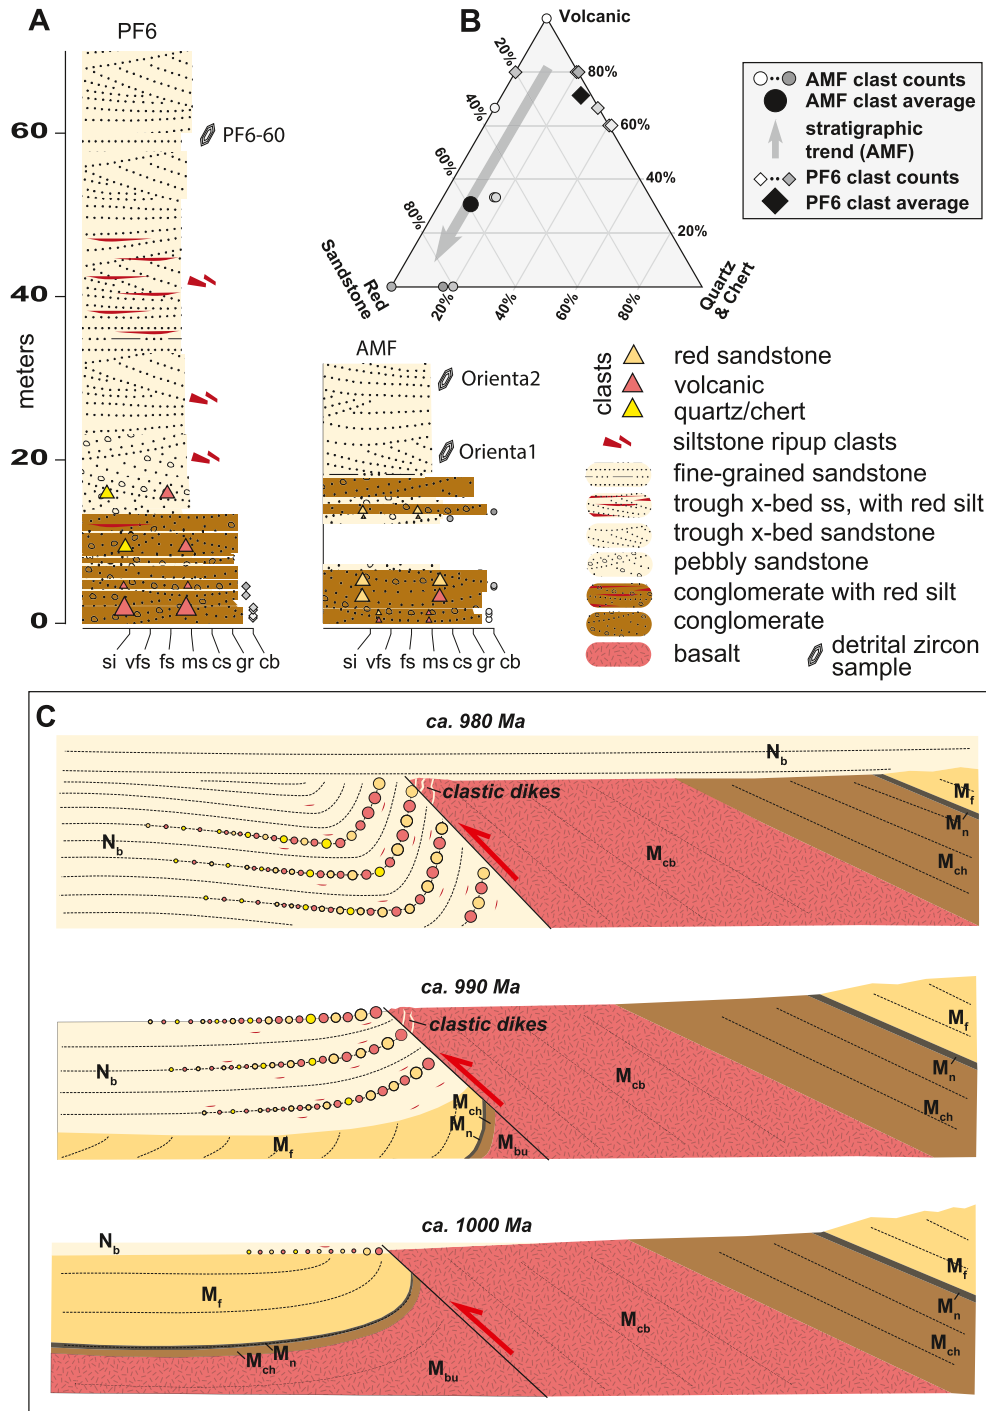 A
PF6
meters
60
40
20
0
PF6-60
si vfs fs ms cs gr cb
AMF
Orienta2
Orienta1
si vfs fs ms cs gr cb
B
Volcanic
20%
40%
60%
80%
80%
60%
40%
20%
20%
40%
60%
80%
Red
Sandstone
Quartz
& Chert
AMF clast counts
AMF clast average
stratigraphic
trend (AMF)
PF6 clast counts
PF6 clast average
clasts
red sandstone
volcanic
quartz/chert
siltstone ripup clasts
fine-grained sandstone
trough x-bed ss, with red silt
trough x-bed sandstone
pebbly sandstone
conglomerate with red silt
conglomerate
basalt
detrital zircon
sample
C
ca. 980 Ma
Nb
clastic dikes
Mf
Mn
Nb
Mcb
Mch
ca. 990 Ma
clastic dikes
Mf
Nb
Mcb
Mn
Mch
Mch
Mn
Mf
Mbu
ca. 1000 Ma
Nb
Mf
Mf
Mn
Mcb
Mch
Mn
Mch
Mbu